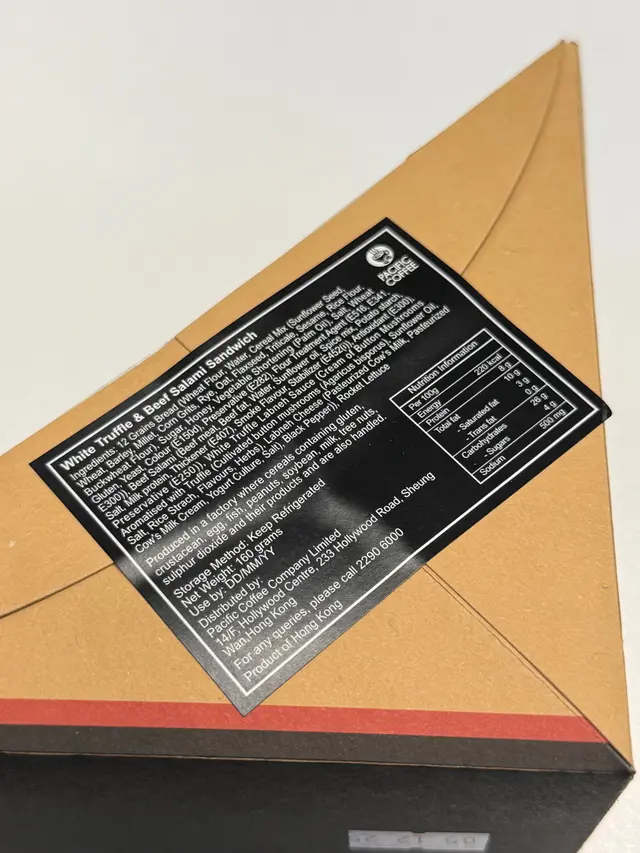 PACIFIC
COFFEE
White Truffle & Beef Salami Sandwich
Ingredients: 12 Grains Bread (Wheat Flour, Water, Cereal Mix (Sunflower Seed,
Wheat, Barley, Millet, Corn Grits, Rye, Oat, Flaxseed, Triticale, Sesame, Rice Flour,
Buckwheat Flour), Sugar, Honey, Vegetable Shortening (Palm Oil), Salt, Wheat
Gluten, Yeast, Colour (E150), Preservative (E282), Flour Treatment Agent (E516, E341,
E300)), Beef Salami (Beef meat, Beef fat, Water, Sunflower oil, Spice mix, Potato starch,
Salt, Milk protein, Thickener (E407), Smoke Flavour, Stabilizer (E452(i)), Antioxidant (E300),
Preservative (E250)), White Truffle Labneh Sauce (Cream of Button Mushrooms
Aromatised with Truffle (Cultivated button mushrooms (Agaricus bisporus), Sunflower Oil,
Salt, Rice Strach, Flavours, herbs), Labneh Cheese (Pasteurized Cow's Milk, Pasteurized
Cow's Milk Cream, Yogurt Culture, Salt), Black Pepper), Rocket Lettuce
Produced in a factory where cereals containing gluten,
crustacean, egg, fish, peanuts, soybean, milk, tree nuts,
sulphur dioxide and their products and are also handled.
Storage Method: Keep Refrigerated
Net Weight: 160 grams
Use by: DD/MM/YY
Distributed by:
Pacific Coffee Company Limited
14/F, Hollywood Centre, 233 Hollywood Road, Sheung
Wan, Hong Kong
For any queries, please call 2290 6000
Product of Hong Kong
Nutrition Information
Per 100g
Energy 220 kcal
Protein 8 g
Total fat 10 g
- Saturated fat 3 g
- Trans fat 0 g
Carbohydrates 26 g
- Sugars 4 g
Sodium 500 mg